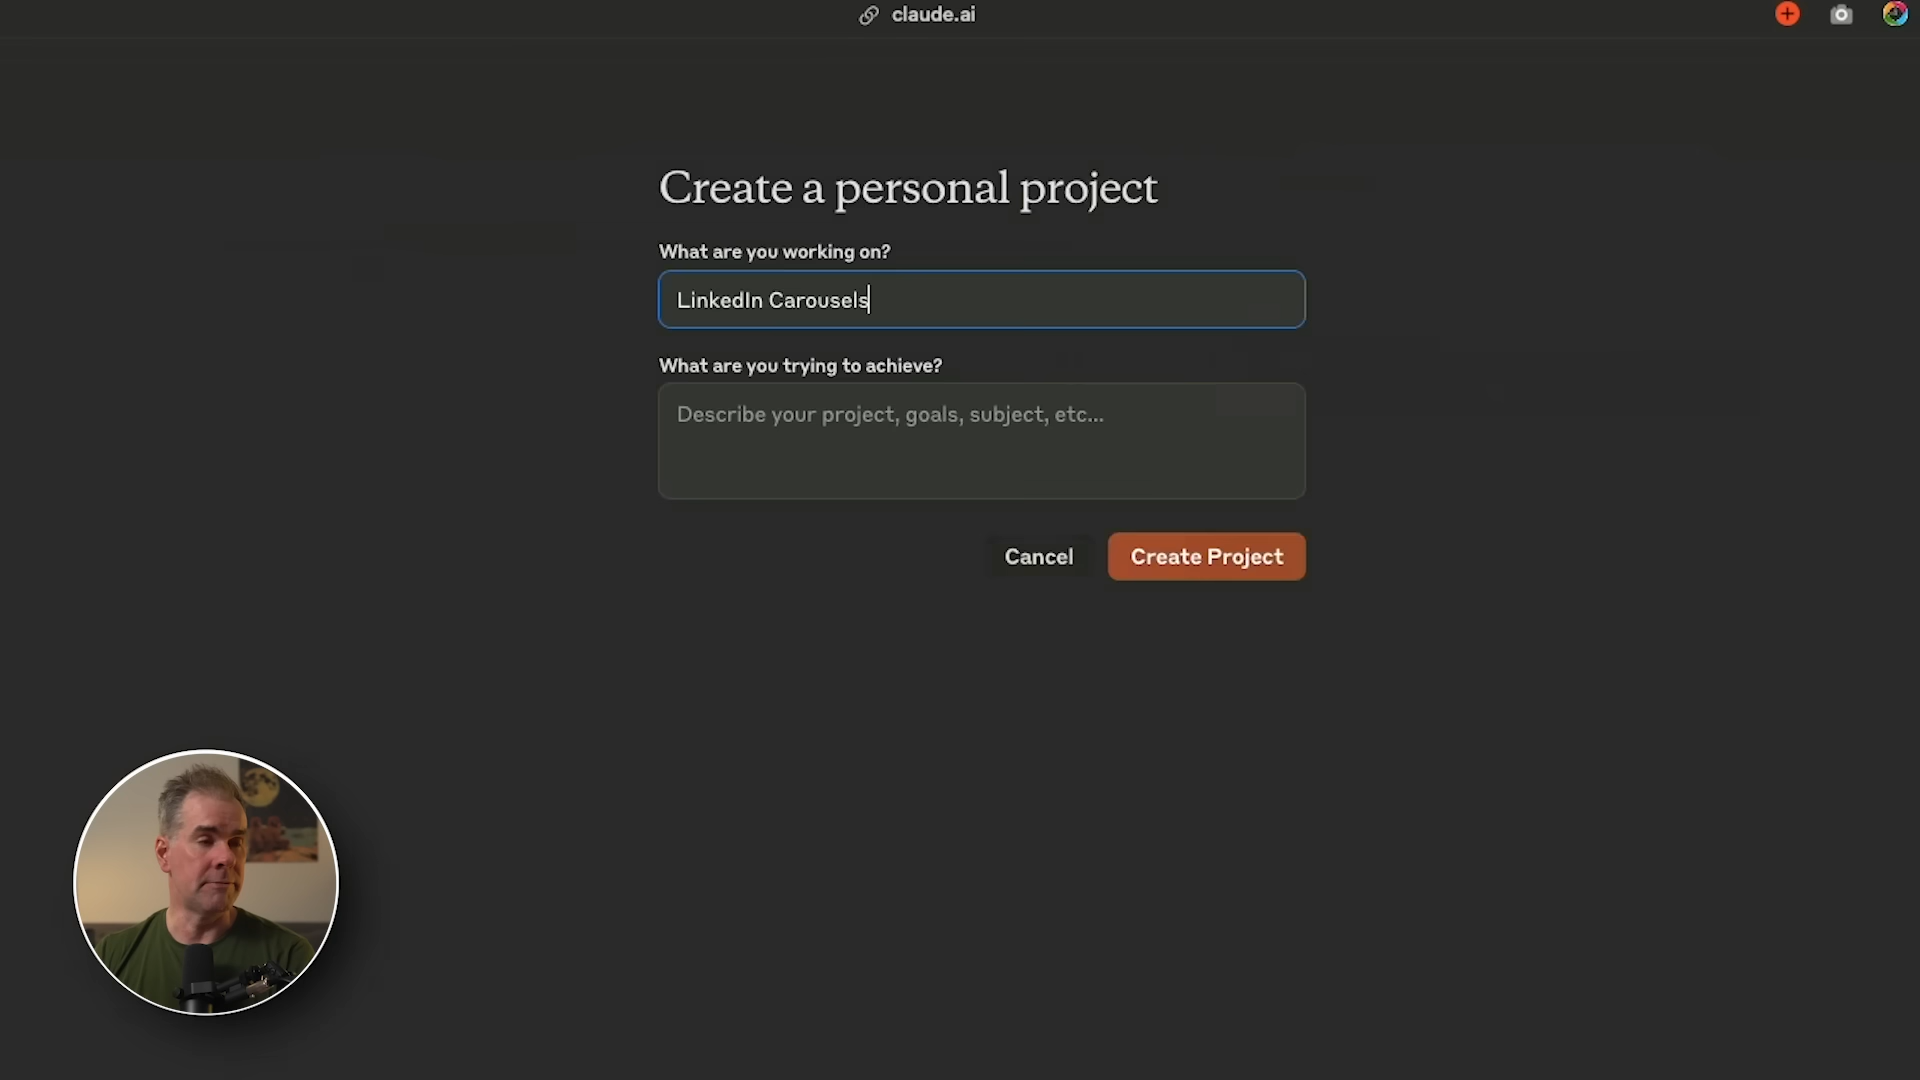 claude.ai
Create a personal project
What are you working on?
LinkedIn Carousels
What are you trying to achieve?
Describe your project, goals, subject, etc...
Cancel
Create Project